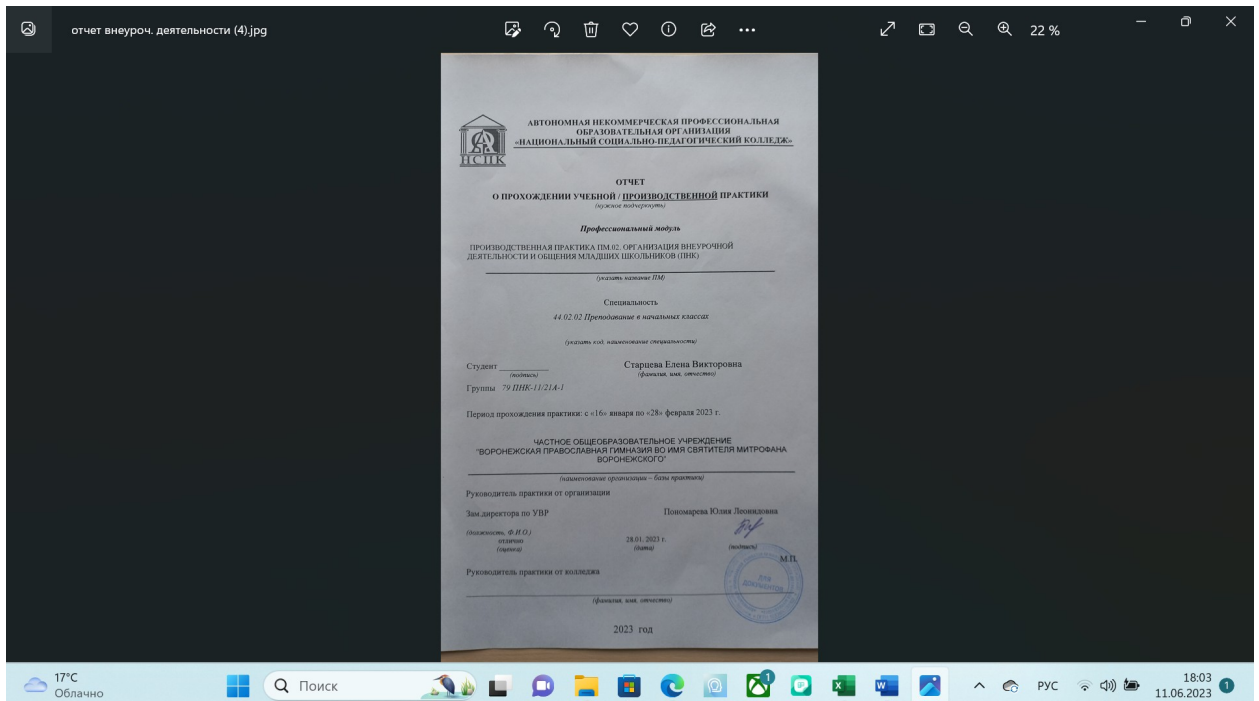 отчет внеуроч. деятельности (4).jpg
22 %
АВТОНОМНАЯ НЕКОММЕРЧЕСКАЯ ПРОФЕССИОНАЛЬНАЯ
ОБРАЗОВАТЕЛЬНАЯ ОРГАНИЗАЦИЯ
«НАЦИОНАЛЬНЫЙ СОЦИАЛЬНО-ПЕДАГОГИЧЕСКИЙ КОЛЛЕДЖ»
НСПК
ОТЧЕТ
О ПРОХОЖДЕНИИ УЧЕБНОЙ / ПРОИЗВОДСТВЕННОЙ ПРАКТИКИ
(нужное подчеркнуть)
Профессиональный модуль
ПРОИЗВОДСТВЕННАЯ ПРАКТИКА ПМ.02. ОРГАНИЗАЦИЯ ВНЕУРОЧНОЙ
ДЕЯТЕЛЬНОСТИ И ОБЩЕНИЯ МЛАДШИХ ШКОЛЬНИКОВ (ПНК)
(указать название ПМ)
Специальность
44.02.02 Преподавание в начальных классах
(указать код, наименование специальности)
Студент Старцева Елена Викторовна
(подпись) (фамилия, имя, отчество)
Группы 79 ПНК-11/21А-1
Период прохождения практики: с «16» января по «28» февраля 2023 г.
ЧАСТНОЕ ОБЩЕОБРАЗОВАТЕЛЬНОЕ УЧРЕЖДЕНИЕ
"ВОРОНЕЖСКАЯ ПРАВОСЛАВНАЯ ГИМНАЗИЯ ВО ИМЯ СВЯТИТЕЛЯ МИТРОФАНА
ВОРОНЕЖСКОГО"
(наименование организации – базы практики)
Руководитель практики от организации
Зам.директора по УВР Пономарева Юлия Леонидовна
(должность, Ф.И.О.)
отлично 28.01. 2023 г.
(оценка) (дата) (подпись)
М.П.
ДЛЯ
ДОКУМЕНТОВ
Руководитель практики от колледжа
(фамилия, имя, отчество)
2023 год
17°C
Облачно
Поиск
1
РУС
18:03
11.06.2023
1